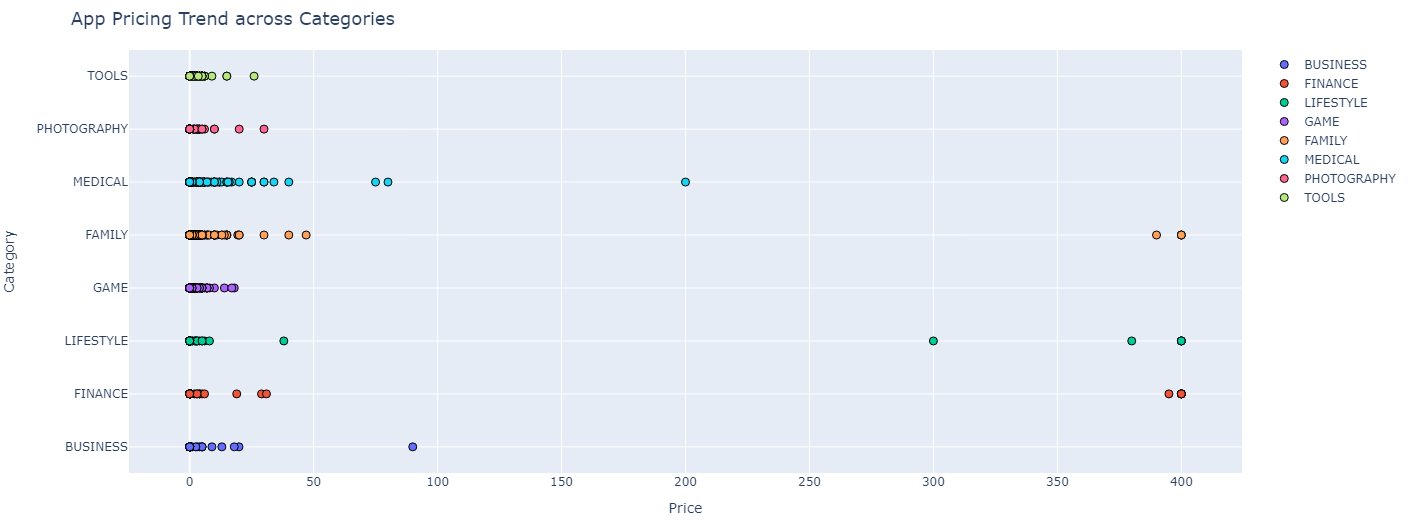 App Pricing Trend across Categories
TOOLS
PHOTOGRAPHY
MEDICAL
FAMILY
GAME
LIFESTYLE
FINANCE
BUSINESS
Category
0 50 100 150 200 250 300 350 400
Price
BUSINESS
FINANCE
LIFESTYLE
GAME
FAMILY
MEDICAL
PHOTOGRAPHY
TOOLS